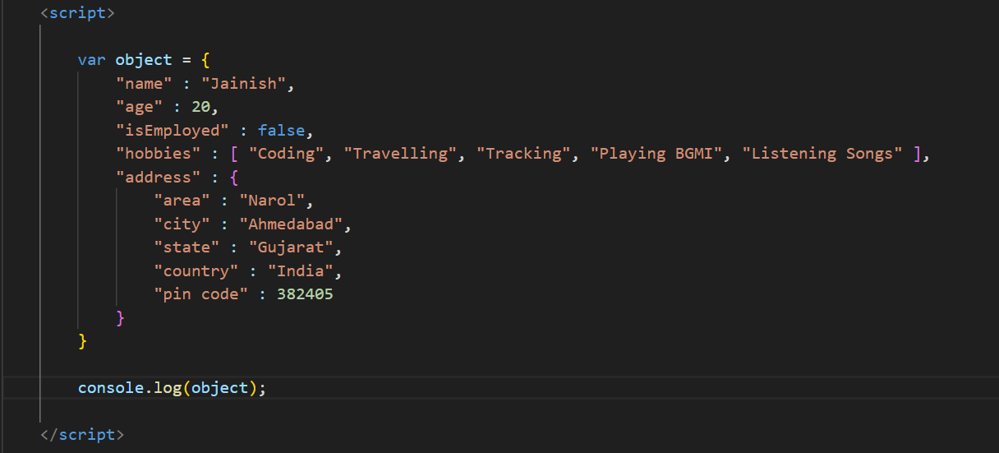 <script>
var object = {
"name" : "Jainish",
"age" : 20,
"isEmployed" : false,
"hobbies" : [ "Coding", "Travelling", "Tracking", "Playing BGMI", "Listening Songs" ],
"address" : {
"area" : "Narol",
"city" : "Ahmedabad",
"state" : "Gujarat",
"country" : "India",
"pin code" : 382405
}
}
console.log(object);
</script>